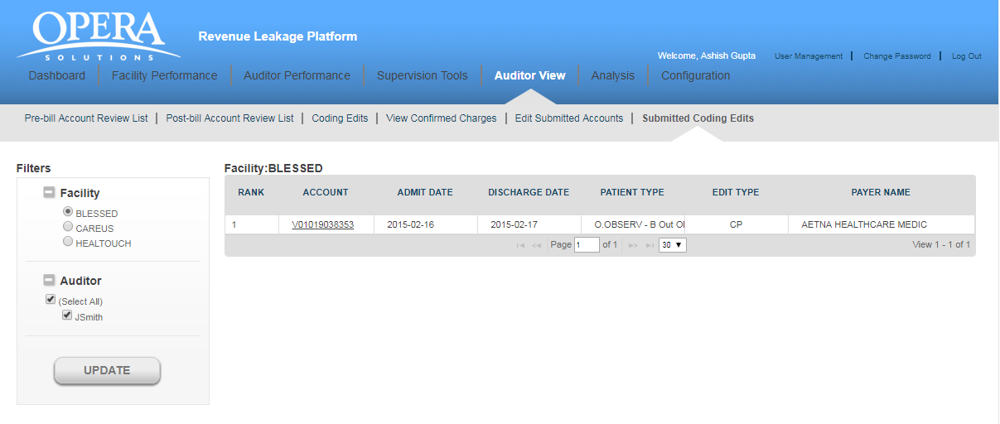 OPERA
SOLUTIONS
Revenue Leakage Platform
Welcome, Ashish Gupta User Management | Change Password | Log Out
Dashboard | Facility Performance | Auditor Performance | Supervision Tools | Auditor View | Analysis | Configuration
Pre-bill Account Review List | Post-bill Account Review List | Coding Edits | View Confirmed Charges | Edit Submitted Accounts | Submitted Coding Edits
Filters
Facility
BLESSED
CAREUS
HEALTOUCH
Auditor
(Select All)
JSmith
UPDATE
Facility:BLESSED
RANK ACCOUNT ADMIT DATE DISCHARGE DATE PATIENT TYPE EDIT TYPE PAYER NAME
1 V01019038353 2015-02-16 2015-02-17 O.OBSERV - B Out Ol CP AETNA HEALTHCARE MEDIC
Page 1 of 1 30 View 1 - 1 of 1